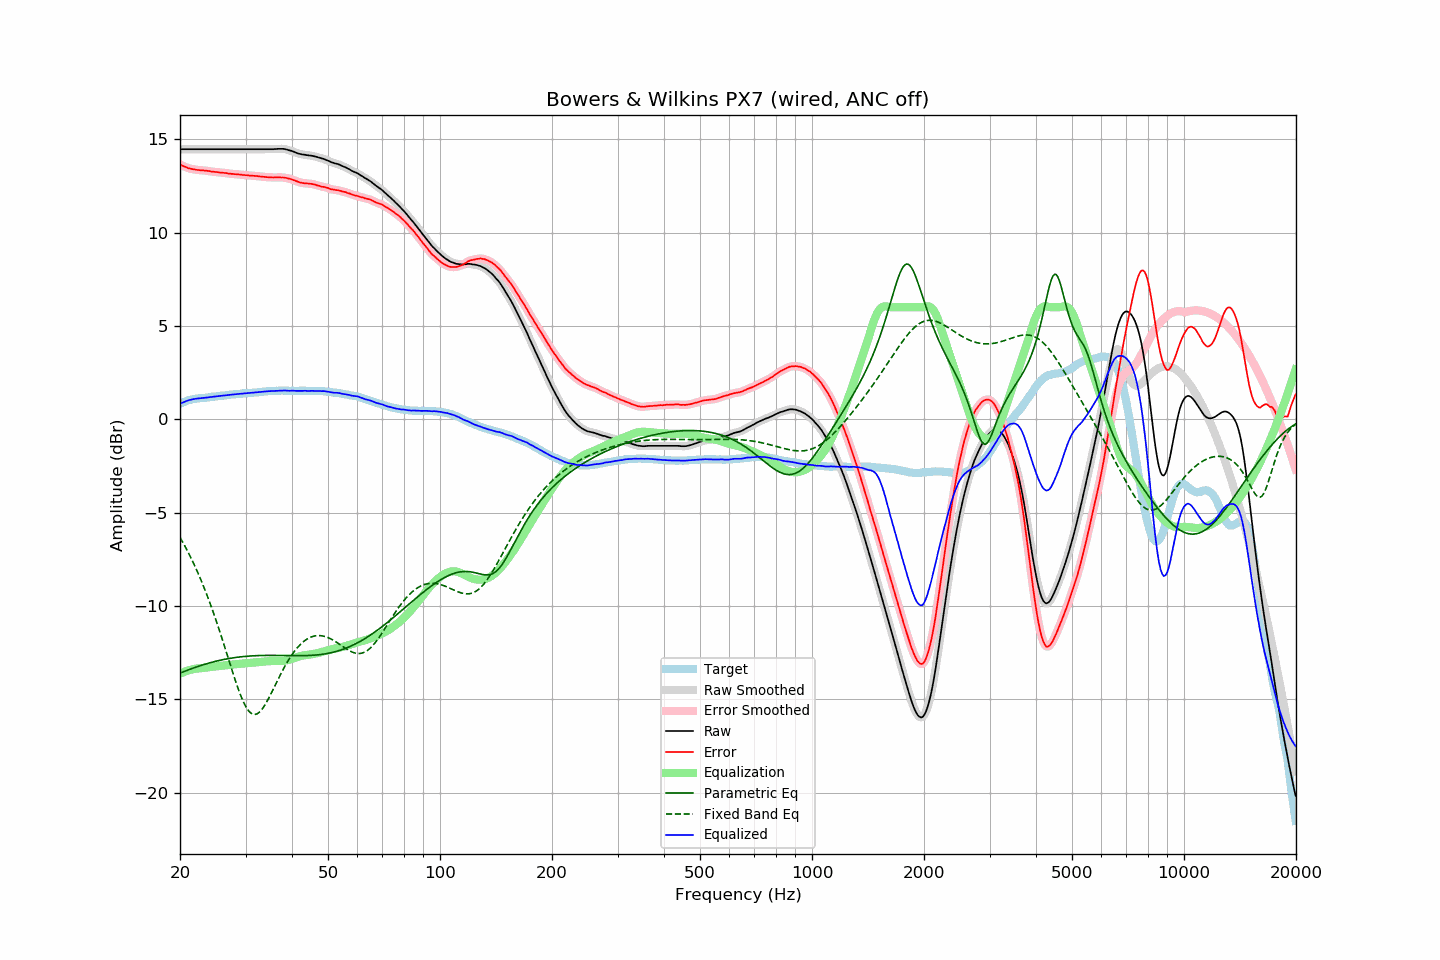 Bowers & Wilkins PX7 (wired, ANC off)
15
10
5
0
−5
−10
−15
−20
Amplitude (dBr)
Target
Raw Smoothed
Error Smoothed
Raw
Error
Equalization
Parametric Eq
Fixed Band Eq
Equalized
20 50 100 200 500 1000 2000 5000 10000 20000
Frequency (Hz)